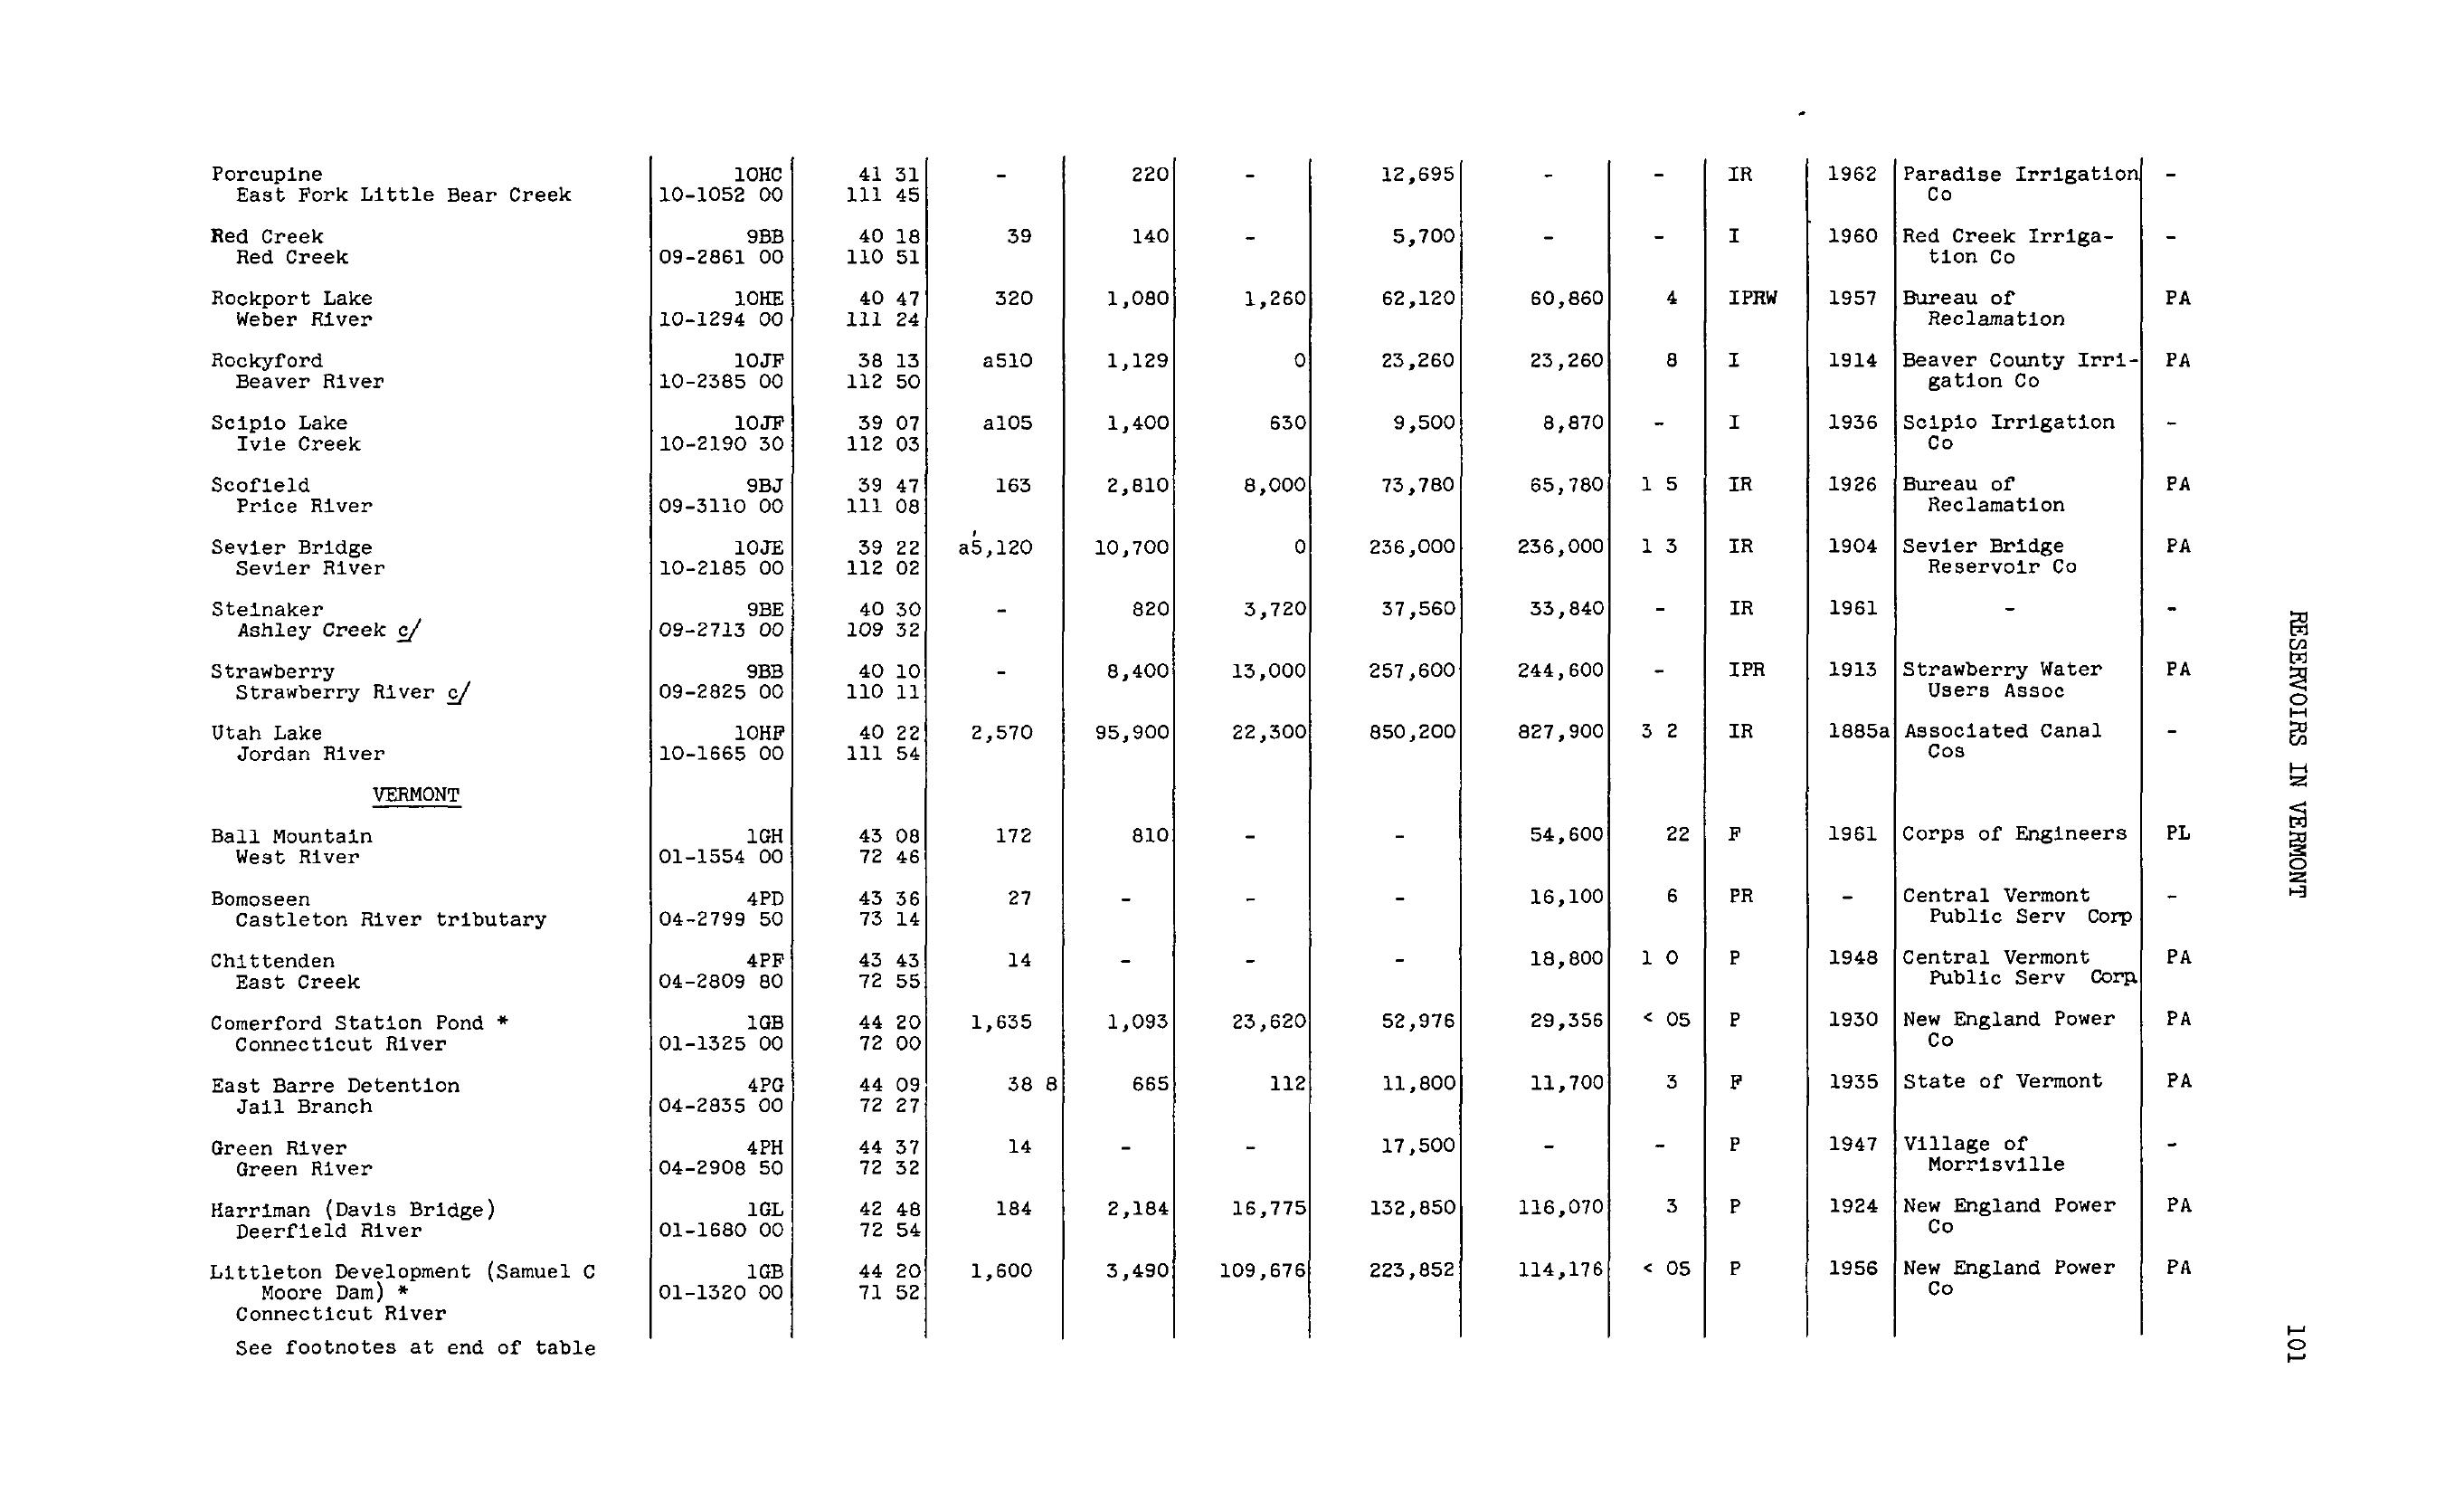 Porcupine 10HC 41 31 - 220 - 12,695 - - IR 1962 Paradise Irrigation -
East Fork Little Bear Creek 10-1052 00 111 45 Co
Red Creek 9BB 40 18 39 140 - 5,700 - - I 1960 Red Creek Irriga- -
Red Creek 09-2861 00 110 51 tion Co
Rockport Lake 10HE 40 47 320 1,080 1,260 62,120 60,860 4 IPRW 1957 Bureau of PA
Weber River 10-1294 00 111 24 Reclamation
Rockyford 10JF 38 13 a510 1,129 0 23,260 23,260 8 I 1914 Beaver County Irri- PA
Beaver River 10-2385 00 112 50 gation Co
Scipio Lake 10JF 39 07 a105 1,400 630 9,500 8,870 - I 1936 Scipio Irrigation -
Ivie Creek 10-2190 30 112 03 Co
Scofield 9BJ 39 47 163 2,810 8,000 73,780 65,780 1 5 IR 1926 Bureau of PA
Price River 09-3110 00 111 08 Reclamation
Sevier Bridge 10JE 39 22 a5,120 10,700 0 236,000 236,000 1 3 IR 1904 Sevier Bridge PA
Sevier River 10-2185 00 112 02 Reservoir Co
Steinaker 9BE 40 30 - 820 3,720 37,560 33,840 - IR 1961 - -
Ashley Creek c/ 09-2713 00 109 32
Strawberry 9BB 40 10 - 8,400 13,000 257,600 244,600 - IPR 1913 Strawberry Water PA
Strawberry River c/ 09-2825 00 110 11 Users Assoc
Utah Lake 10HF 40 22 2,570 95,900 22,300 850,200 827,900 3 2 IR 1885a Associated Canal -
Jordan River 10-1665 00 111 54 Cos
VERMONT
Ball Mountain 1GH 43 08 172 810 - - 54,600 22 F 1961 Corps of Engineers PL
West River 01-1554 00 72 46
Bomoseen 4PD 43 36 27 - - - 16,100 6 PR - Central Vermont -
Castleton River tributary 04-2799 50 73 14 Public Serv Corp
Chittenden 4PF 43 43 14 - - - 18,800 1 0 P 1948 Central Vermont PA
East Creek 04-2809 80 72 55 Public Serv Corp
Comerford Station Pond * 1GB 44 20 1,635 1,093 23,620 52,976 29,356 < 05 P 1930 New England Power PA
Connecticut River 01-1325 00 72 00 Co
East Barre Detention 4PG 44 09 38 8 665 112 11,800 11,700 3 F 1935 State of Vermont PA
Jail Branch 04-2835 00 72 27
Green River 4PH 44 37 14 - - 17,500 - - P 1947 Village of -
Green River 04-2908 50 72 32 Morrisville
Harriman (Davis Bridge) 1GL 42 48 184 2,184 16,775 132,850 116,070 3 P 1924 New England Power PA
Deerfield River 01-1680 00 72 54 Co
Littleton Development (Samuel C 1GB 44 20 1,600 3,490 109,676 223,852 114,176 < 05 P 1956 New England Power PA
Moore Dam) * 01-1320 00 71 52 Co
Connecticut River
See footnotes at end of table
RESERVOIRS IN VERMONT
101